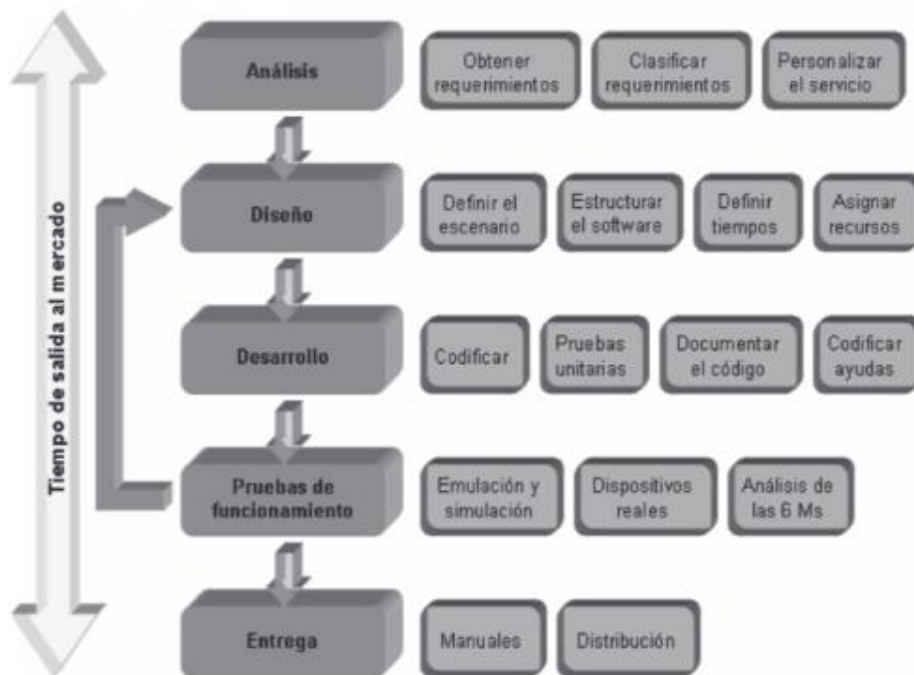 Tiempo de salida al mercado
Análisis
Obtener
requerimientos
Clasificar
requerimientos
Personalizar
el servicio
Diseño
Definir el
escenario
Estructurar
el software
Definir
tiempos
Asignar
recursos
Desarrollo
Codificar
Pruebas
unitarias
Documentar
el código
Codificar
ayudas
Pruebas de
funcionamiento
Emulación y
simulación
Dispositivos
reales
Análisis de
las 6 Ms
Entrega
Manuales
Distribución